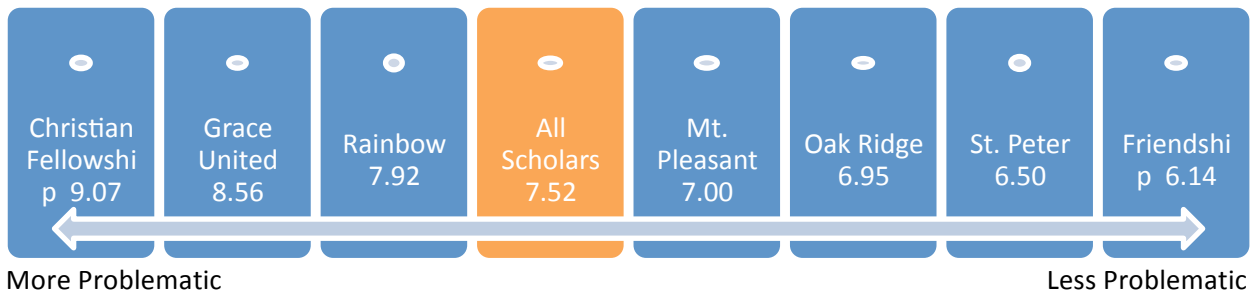 Christian
Fellowshi
p 9.07
Grace
United
8.56
Rainbow
7.92
All
Scholars
7.52
Mt.
Pleasant
7.00
Oak Ridge
6.95
St. Peter
6.50
Friendshi
p 6.14
More Problematic
Less Problematic